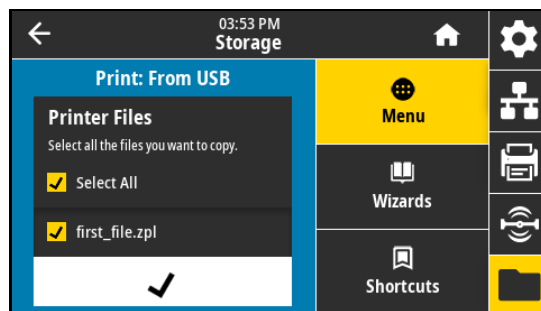 03:53 PM
Storage
Print: From USB
Printer Files
Select all the files you want to copy.
Select All
first_file.zpl
Menu
Wizards
Shortcuts